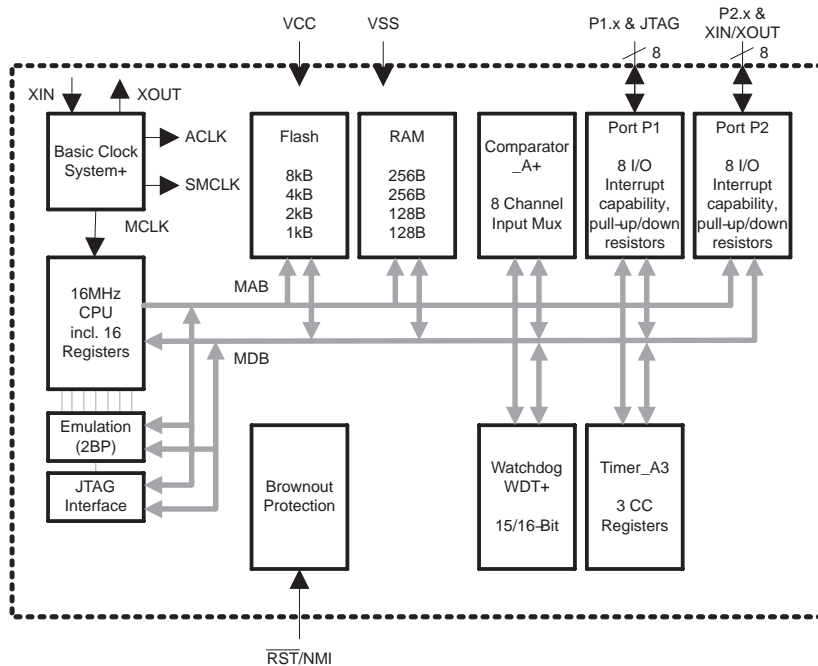 VCC
VSS
P1.x & JTAG
8
P2.x &
XIN/XOUT
8
XIN
XOUT
Basic Clock
System+
ACLK
SMCLK
MCLK
Flash
8kB
4kB
2kB
1kB
RAM
256B
256B
128B
128B
Comparator
_A+
8 Channel
Input Mux
Port P1
8 I/O
Interrupt
capability,
pull-up/down
resistors
Port P2
8 I/O
Interrupt
capability,
pull-up/down
resistors
16MHz
CPU
incl. 16
Registers
MAB
MDB
Emulation
(2BP)
JTAG
Interface
Brownout
Protection
Watchdog
WDT+
15/16-Bit
Timer_A3
3 CC
Registers
RST/NMI